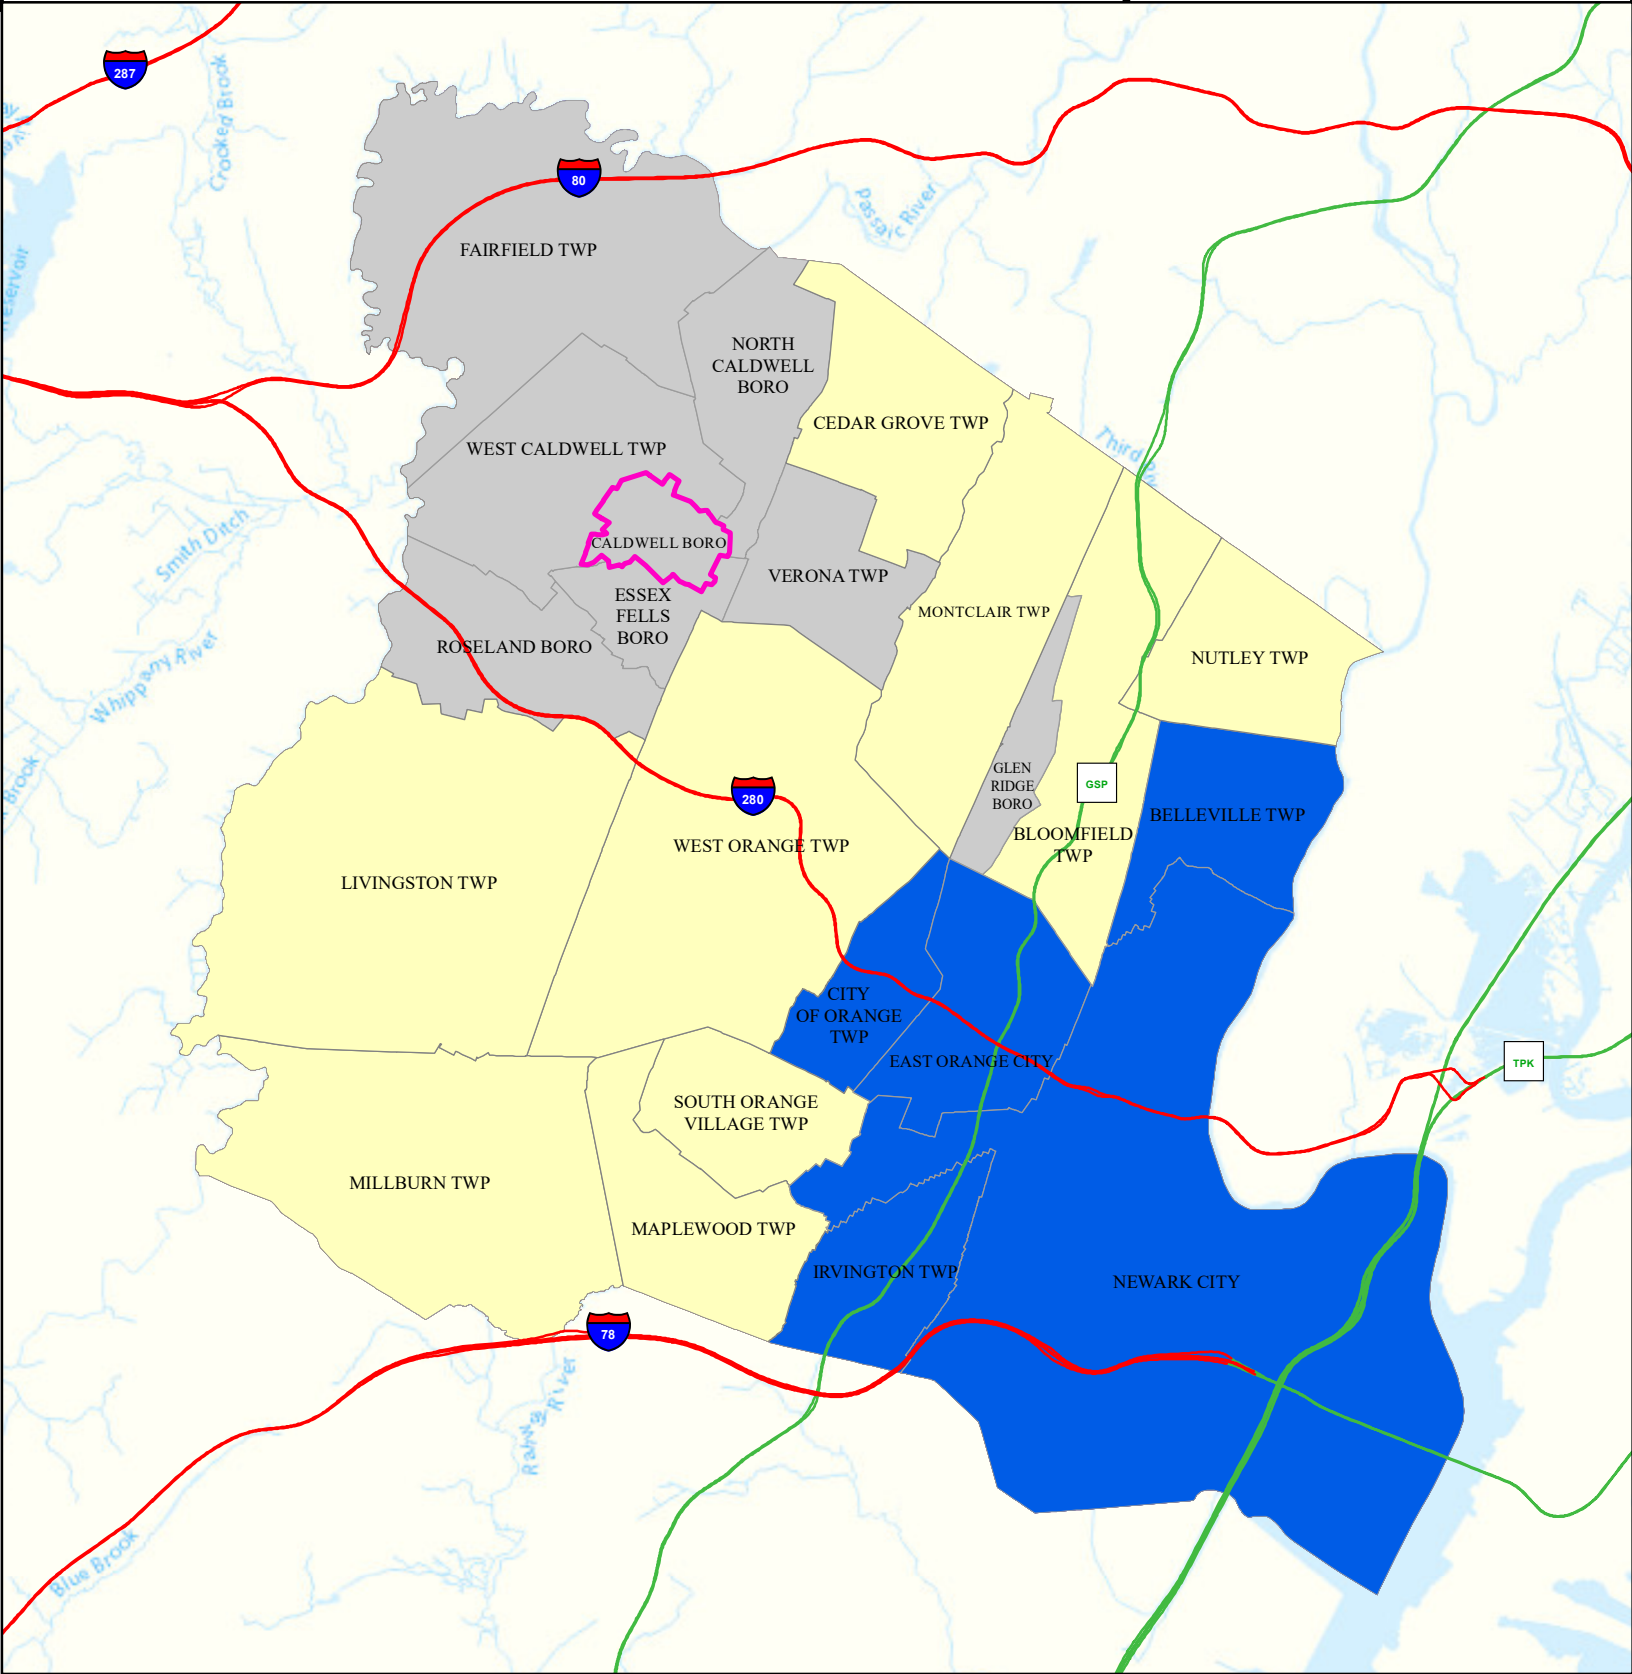 287
Crooked Brook
80
Passaic River
FAIRFIELD TWP
NORTH
CALDWELL
BORO
CEDAR GROVE TWP
WEST CALDWELL TWP
Third
Smith Ditch
CALDWELL BORO
VERONA TWP
ESSEX
FELLS
BORO
MONTCLAIR TWP
ROSELAND BORO
NUTLEY TWP
Whippany River
Brook
GLEN
RIDGE
BORO
GSP
280
BELLEVILLE TWP
BLOOMFIELD
TWP
WEST ORANGE TWP
LIVINGSTON TWP
CITY
OF ORANGE
TWP
EAST ORANGE CITY
TPK
SOUTH ORANGE
VILLAGE TWP
MILLBURN TWP
MAPLEWOOD TWP
IRVINGTON TWP
NEWARK CITY
78
River
Blue Brook